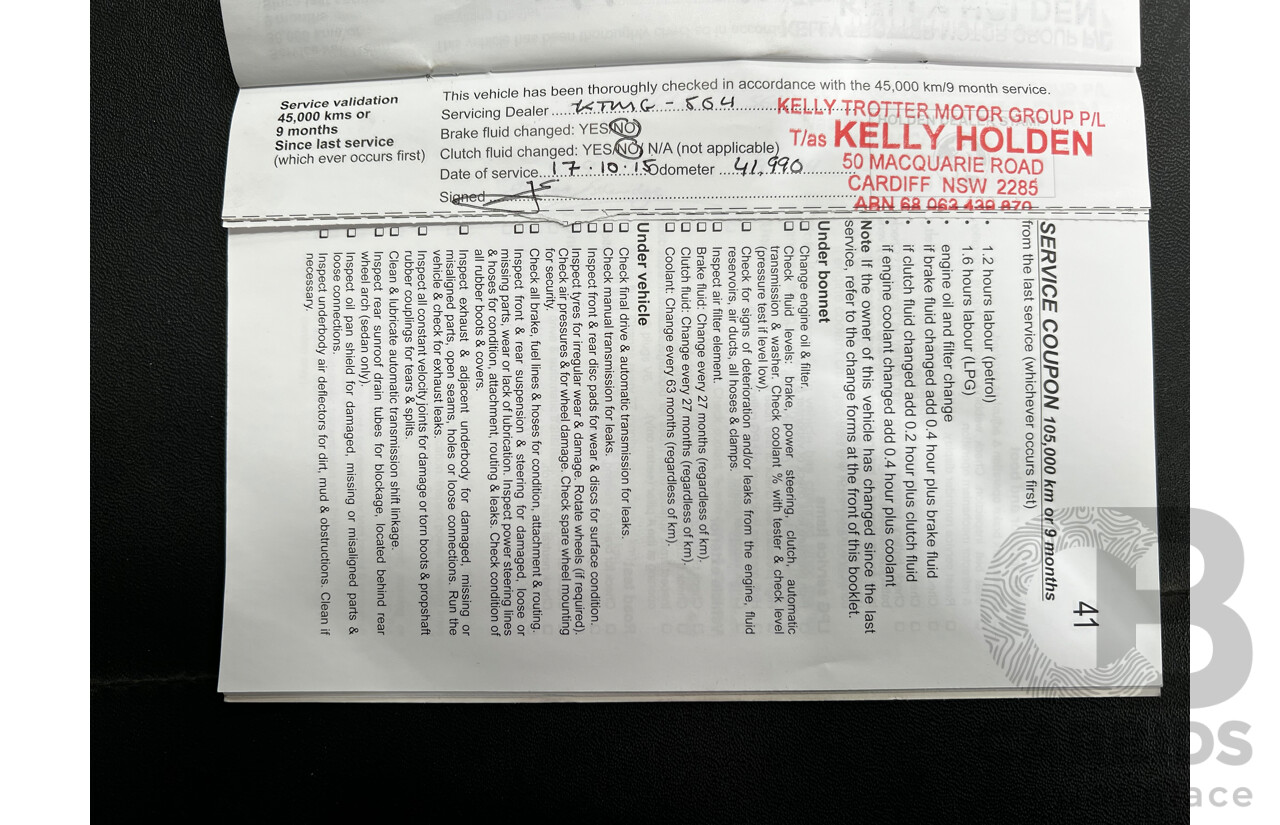 Service validation
45,000 kms or
9 months
Since last service
(which ever occurs first)
This vehicle has been thoroughly checked in accordance with the 45,000 km/9 month service.
Servicing Dealer KTMG - 504
Brake fluid changed: YES/NO
Clutch fluid changed: YES/NO/ N/A (not applicable)
Date of service 17.10.15 Odometer 41,990
Signed
KELLY TROTTER MOTOR GROUP P/L
T/as KELLY HOLDEN
50 MACQUARIE ROAD
CARDIFF NSW 2285
ABN 68 063 439 870
41
SERVICE COUPON 105,000 km or 9 months
from the last service (whichever occurs first)
• 1.2 hours labour (petrol)
• 1.6 hours labour (LPG)
• engine oil and filter change
• if brake fluid changed add 0.4 hour plus brake fluid
• if clutch fluid changed add 0.2 hour plus clutch fluid
• if engine coolant changed add 0.4 hour plus coolant
Note If the owner of this vehicle has changed since the last
service, refer to the change forms at the front of this booklet.
Under bonnet
Change engine oil & filter.
Check fluid levels: brake, power steering, clutch, automatic
transmission & washer. Check coolant % with tester & check level
(pressure test if level low).
Check for signs of deterioration and/or leaks from the engine, fluid
reservoirs, air ducts, all hoses & clamps.
Inspect air filter element.
Brake fluid: Change every 27 months (regardless of km).
Clutch fluid: Change every 27 months (regardless of km).
Coolant: Change every 63 months (regardless of km).
Under vehicle
Check final drive & automatic transmission for leaks.
Check manual transmission for leaks.
Inspect front & rear disc pads for wear & discs for surface condition.
Inspect tyres for irregular wear & damage. Rotate wheels (if required).
Check air pressures & for wheel damage. Check spare wheel mounting
for security.
Check all brake, fuel lines & hoses for condition, attachment & routing.
Inspect front & rear suspension & steering for damaged, loose or
missing parts, wear or lack of lubrication. Inspect power steering lines
& hoses for condition, attachment, routing & leaks. Check condition of
all rubber boots & covers.
Inspect exhaust & adjacent underbody for damaged, missing or
misaligned parts, open seams, holes or loose connections. Run the
vehicle & check for exhaust leaks.
Inspect all constant velocity joints for damage or torn boots & propshaft
rubber couplings for tears & splits.
Clean & lubricate automatic transmission shift linkage.
Inspect rear sunroof drain tubes for blockage, located behind rear
wheel arch (sedan only).
Inspect oil pan shield for damaged, missing or misaligned parts &
loose connections.
Inspect underbody air deflectors for dirt, mud & obstructions. Clean if
necessary.